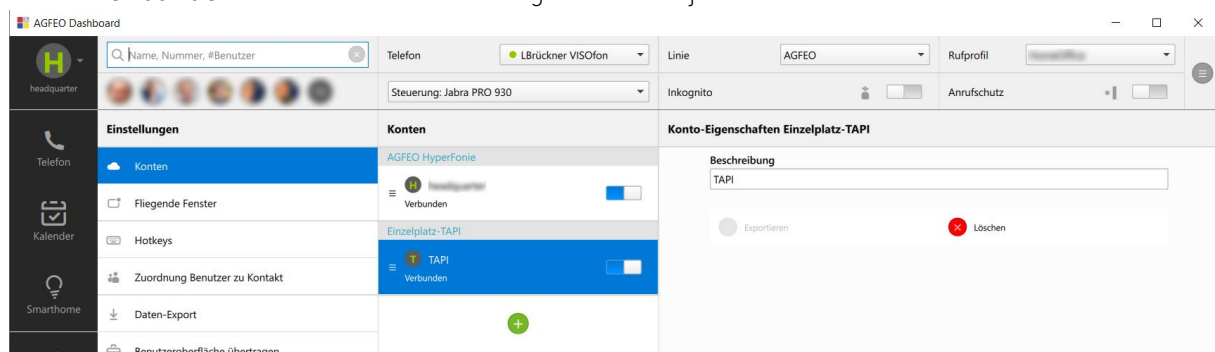 AGFEO Dashboard
H
headquarter
Name, Nummer, #Benutzer
Telefon
LBrückner VISOfon
Linie
AGFEO
Rufprofil
Steuerung: Jabra PRO 930
Inkognito
Anrufschutz
Telefon
Kalender
Smarthome
Einstellungen
Konten
Fliegende Fenster
Hotkeys
Zuordnung Benutzer zu Kontakt
Daten-Export
Benutzeroberfläche übertragen
Konten
AGFEO HyperFonie
H
Verbunden
Einzelplatz-TAPI
T TAPI
Verbunden
Konto-Eigenschaften Einzelplatz-TAPI
Beschreibung
TAPI
Exportieren
Löschen